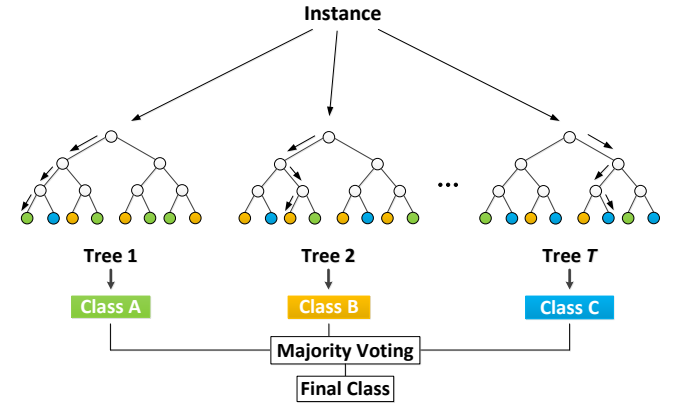 Instance
...
Tree 1
Tree 2
Tree T
Class A
Class B
Class C
Majority Voting
Final Class